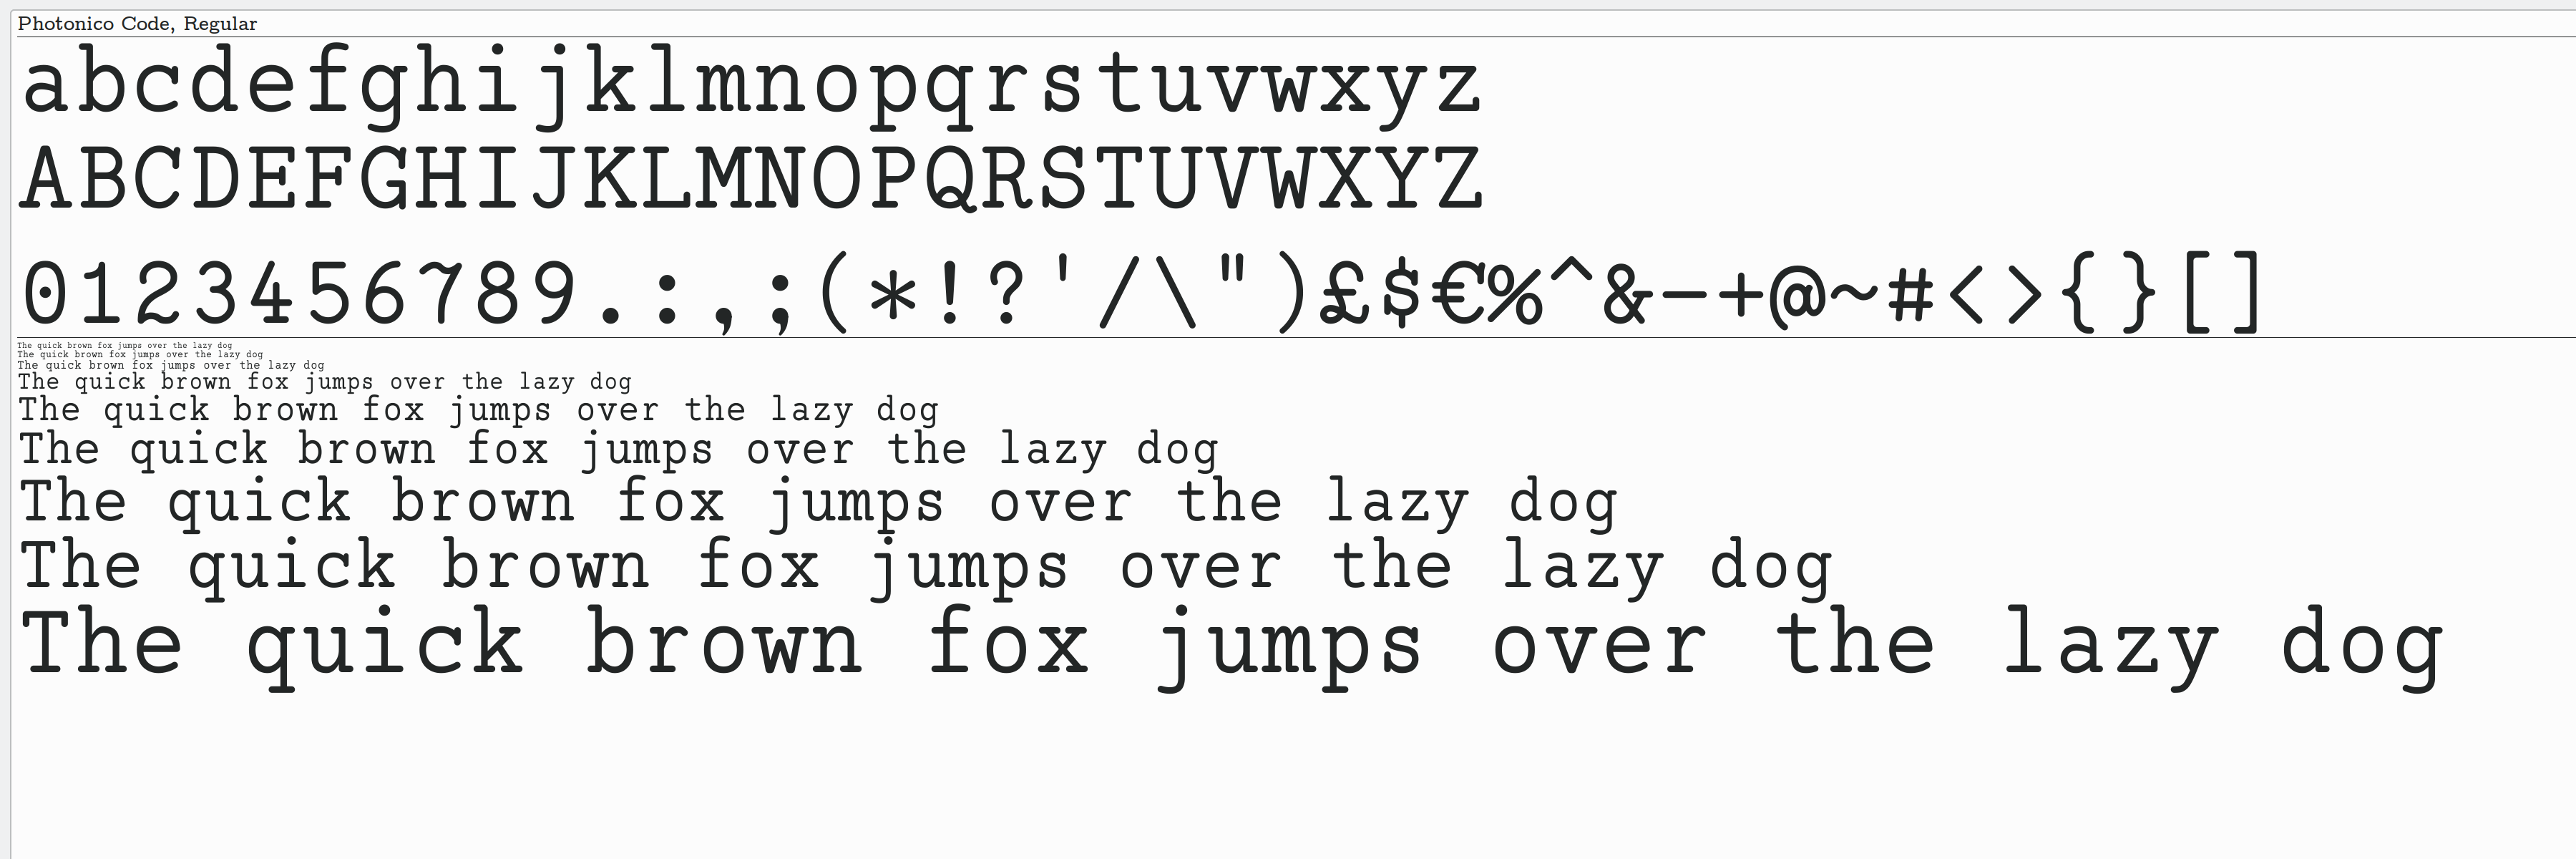 Photonico Code, Regular
abcdefghijklmnopqrstuvwxyz
ABCDEFGHIJKLMNOPQRSTUVWXYZ
0123456789.:,;(*!?'/\")£$€%^&-+@~#<>{}[]
The quick brown fox jumps over the lazy dog
The quick brown fox jumps over the lazy dog
The quick brown fox jumps over the lazy dog
The quick brown fox jumps over the lazy dog
The quick brown fox jumps over the lazy dog
The quick brown fox jumps over the lazy dog
The quick brown fox jumps over the lazy dog
The quick brown fox jumps over the lazy dog
The quick brown fox jumps over the lazy dog